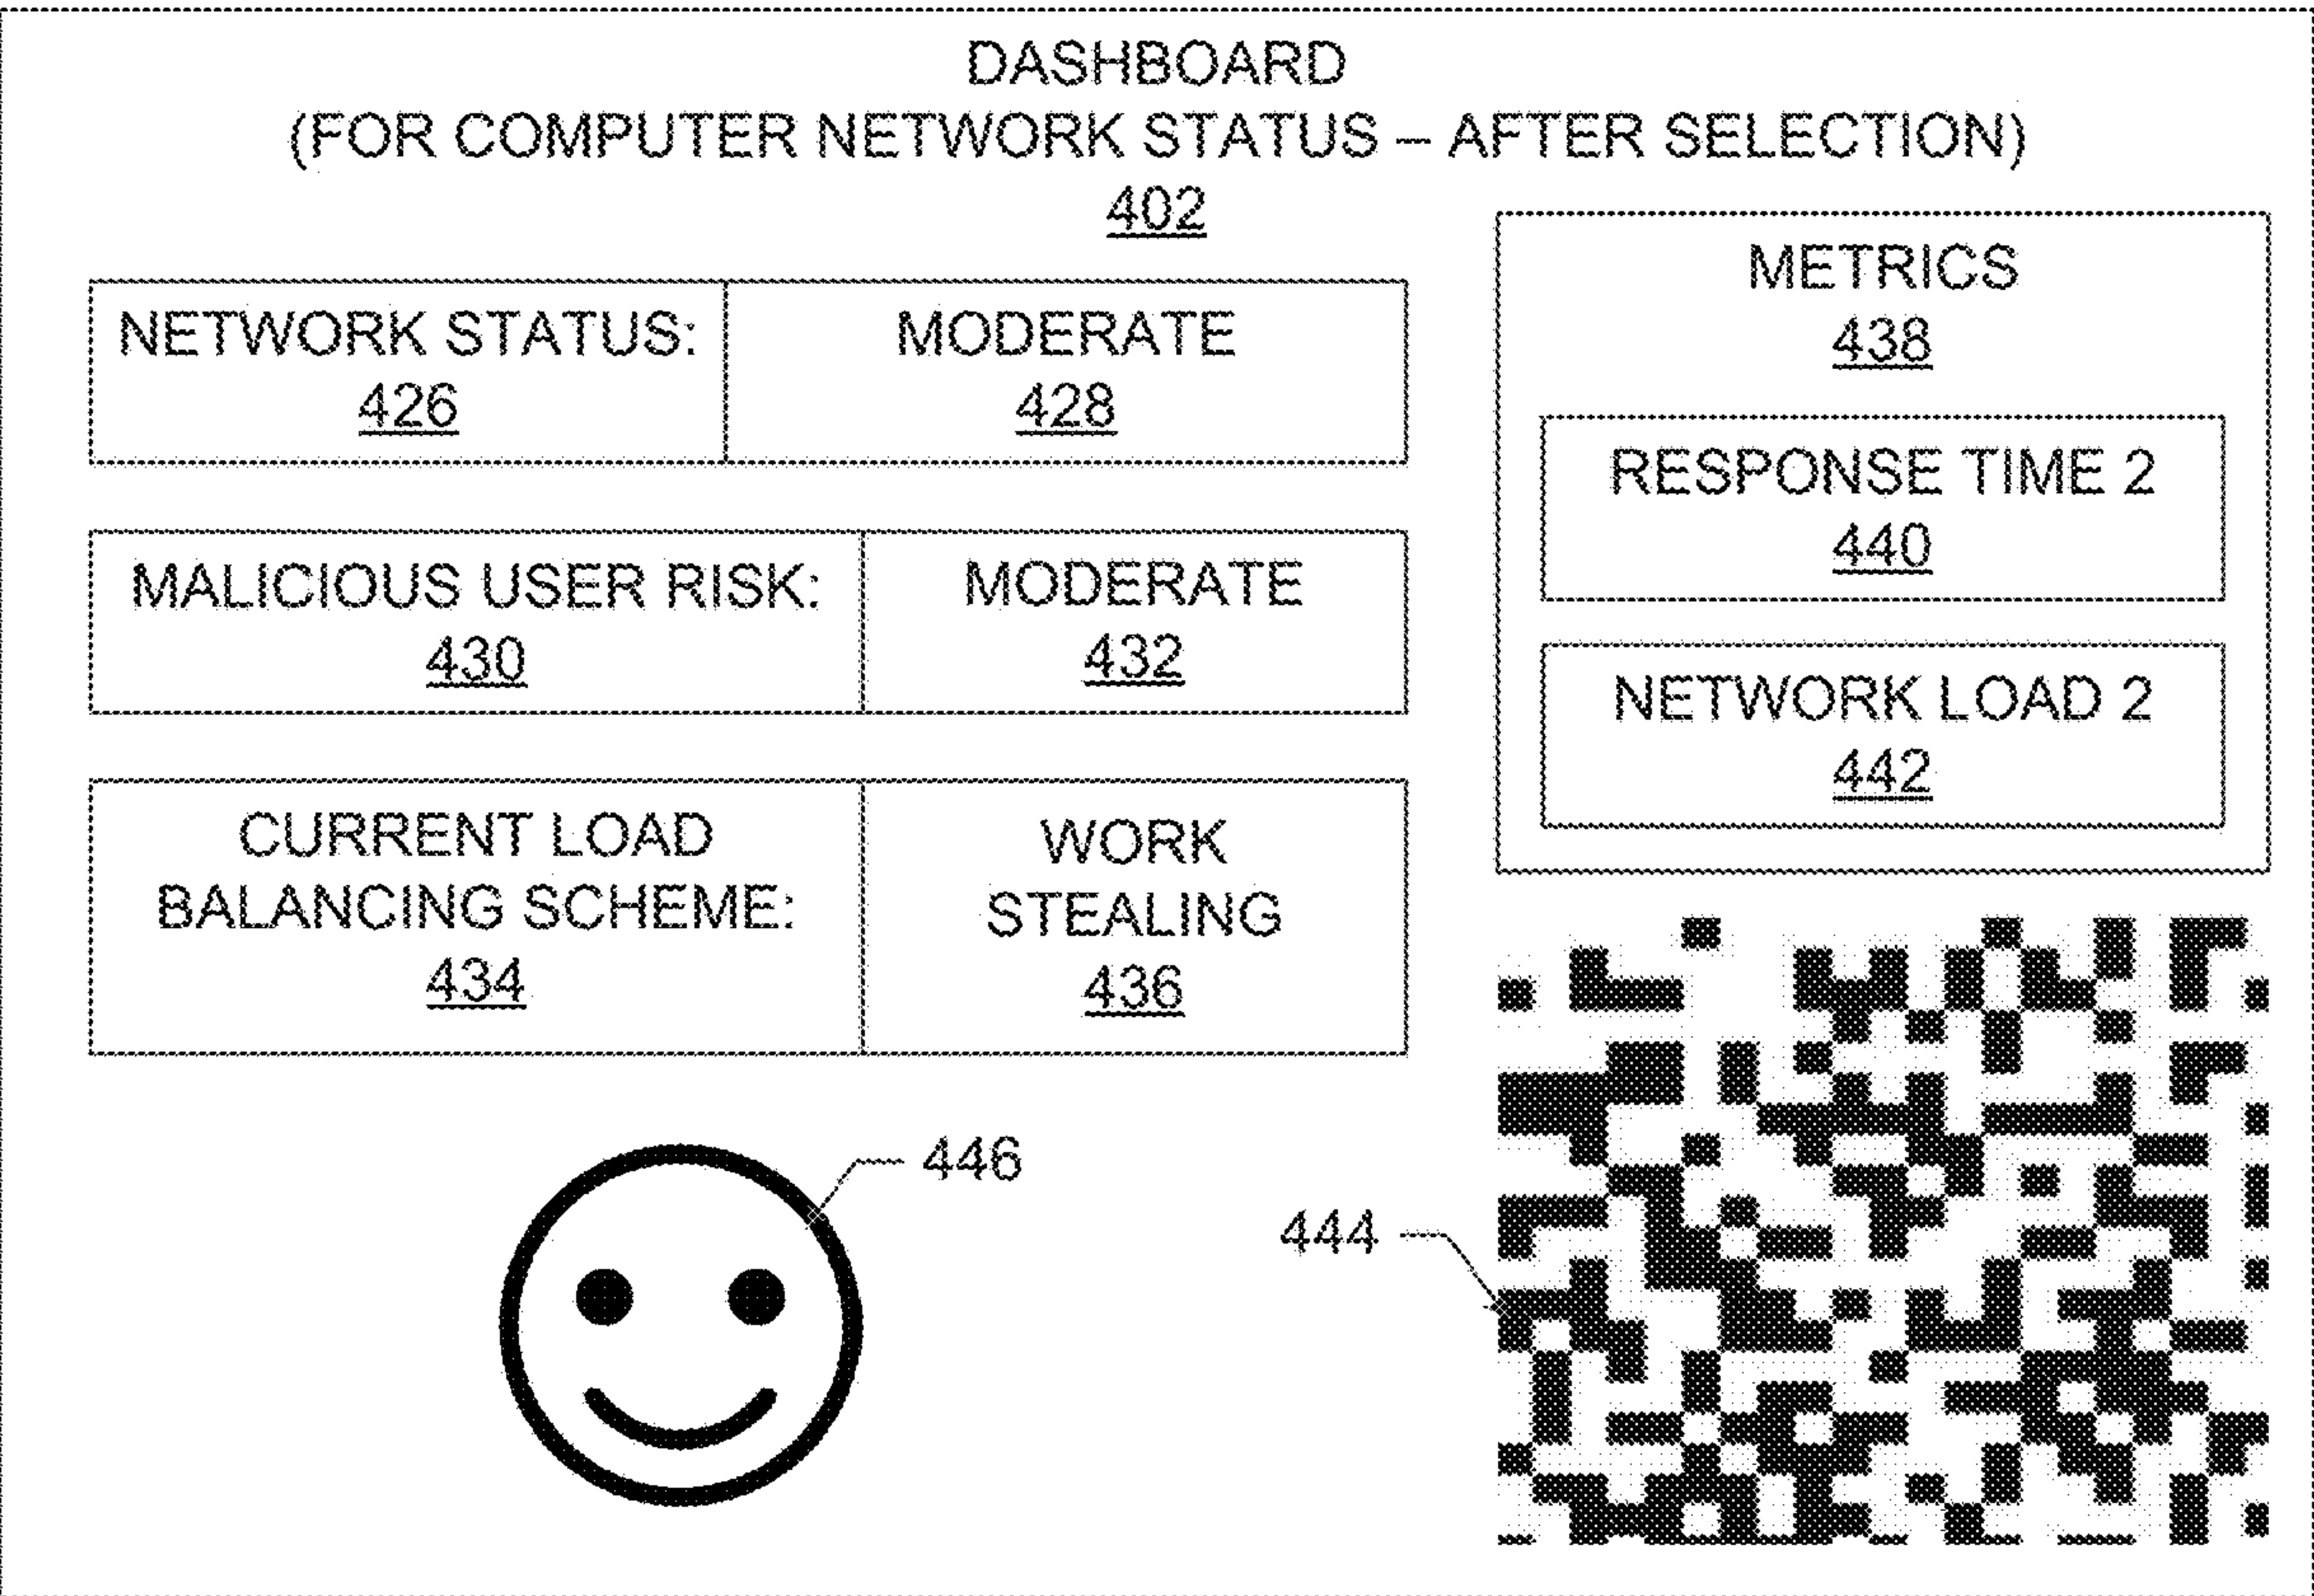 DASHBOARD
(FOR COMPUTER NETWORK STATUS – AFTER SELECTION)
402
NETWORK STATUS:
426
MODERATE
428
MALICIOUS USER RISK:
430
MODERATE
432
CURRENT LOAD
BALANCING SCHEME:
434
WORK
STEALING
436
METRICS
438
RESPONSE TIME 2
440
NETWORK LOAD 2
442
446
444